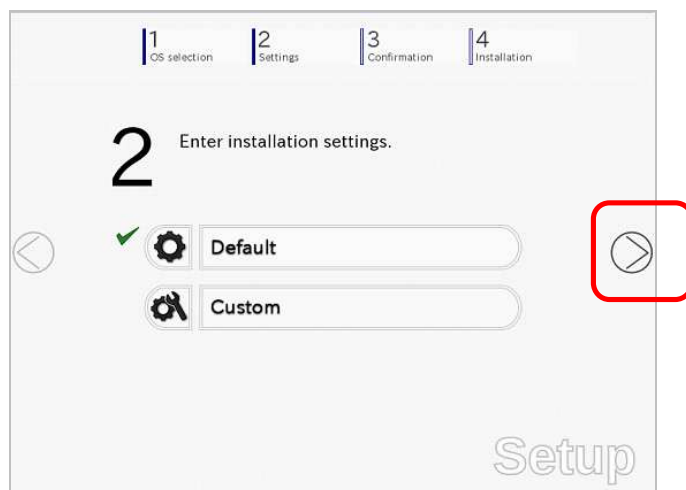 1
OS selection
2
Settings
3
Confirmation
4
Installation
2 Enter installation settings.
Default
Custom
Setup